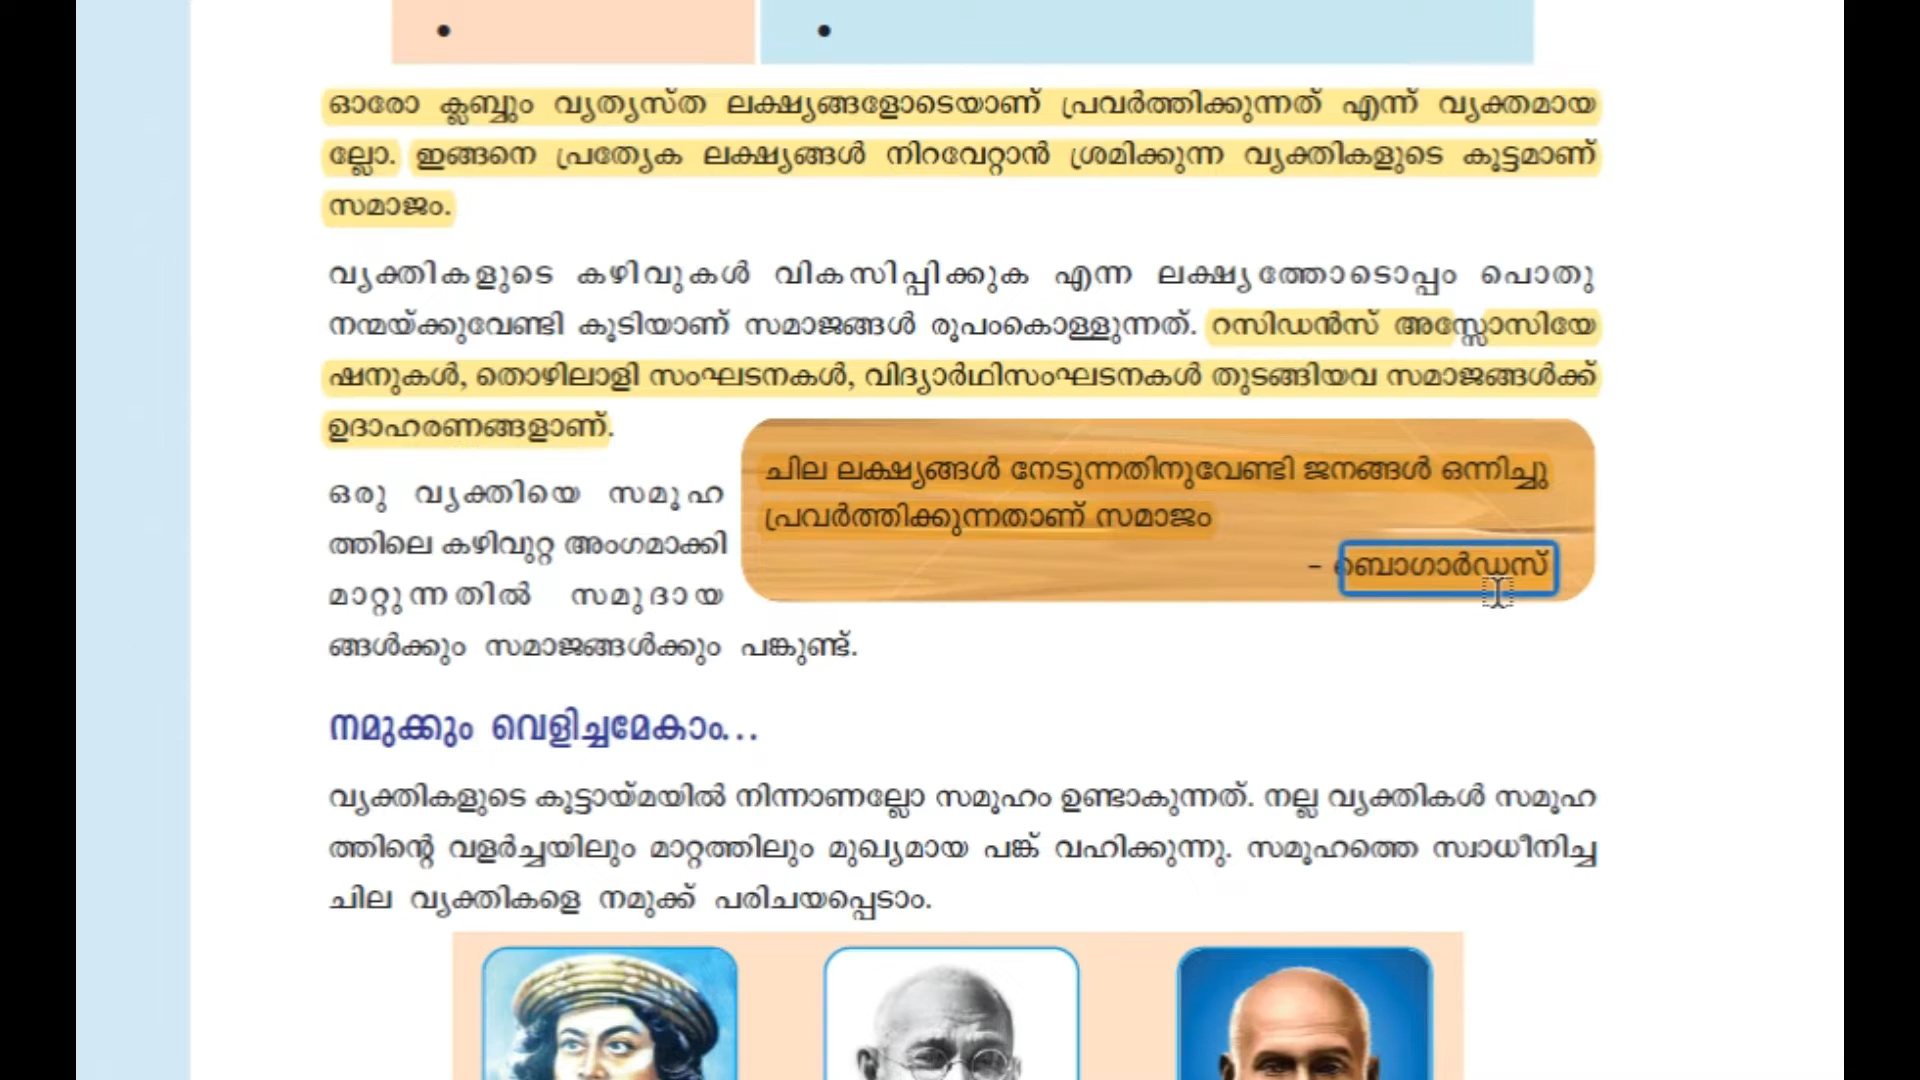 ഓരോ ക്ലബ്ബും വ്യത്യസ്ത ലക്ഷ്യങ്ങളോടെയാണ് പ്രവർത്തിക്കുന്നത് എന്ന് വ്യക്തമായ
ല്ലോ. ഇങ്ങനെ പ്രത്യേക ലക്ഷ്യങ്ങൾ നിറവേറ്റാൻ ശ്രമിക്കുന്ന വ്യക്തികളുടെ കൂട്ടമാണ്
സമാജം.
വ്യക്തികളുടെ കഴിവുകൾ വികസിപ്പിക്കുക എന്ന ലക്ഷ്യത്തോടൊപ്പം പൊതു
നന്മയ്ക്കുവേണ്ടി കൂടിയാണ് സമാജങ്ങൾ രൂപംകൊള്ളുന്നത്. റസിഡൻസ് അസ്സോസിയേ
ഷനുകൾ, തൊഴിലാളി സംഘടനകൾ, വിദ്യാർഥിസംഘടനകൾ തുടങ്ങിയവ സമാജങ്ങൾക്ക്
ഉദാഹരണങ്ങളാണ്.
ചില ലക്ഷ്യങ്ങൾ നേടുന്നതിനുവേണ്ടി ജനങ്ങൾ ഒന്നിച്ചു
പ്രവർത്തിക്കുന്നതാണ് സമാജം
– ബൊഗാർഡസ്
ഒരു വ്യക്തിയെ സമൂഹ
ത്തിലെ കഴിവുറ്റ അംഗമാക്കി
മാറ്റുന്നതിൽ സമുദായ
ങ്ങൾക്കും സമാജങ്ങൾക്കും പങ്കുണ്ട്.
നമുക്കും വെളിച്ചമേകാം...
വ്യക്തികളുടെ കൂട്ടായ്മയിൽ നിന്നാണല്ലോ സമൂഹം ഉണ്ടാകുന്നത്. നല്ല വ്യക്തികൾ സമൂഹ
ത്തിന്റെ വളർച്ചയിലും മാറ്റത്തിലും മുഖ്യമായ പങ്ക് വഹിക്കുന്നു. സമൂഹത്തെ സ്വാധീനിച്ച
ചില വ്യക്തികളെ നമുക്ക് പരിചയപ്പെടാം.